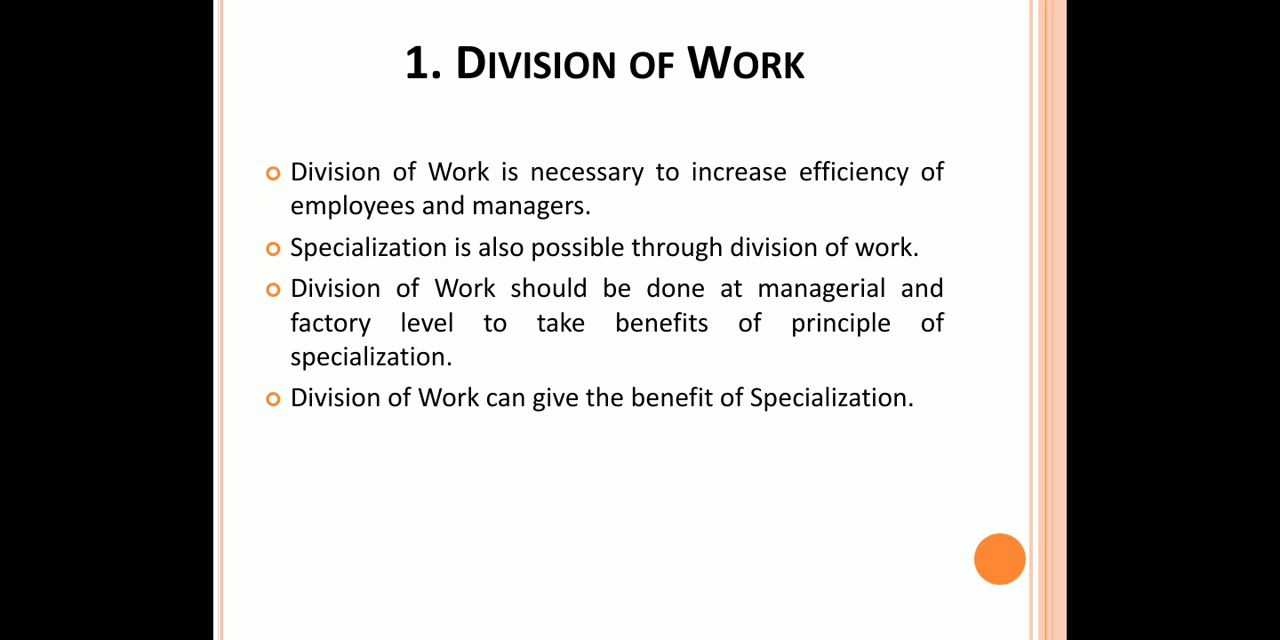 1. Division of Work
Division of Work is necessary to increase efficiency of
employees and managers.
Specialization is also possible through division of work.
Division of Work should be done at managerial and
factory level to take benefits of principle of
specialization.
Division of Work can give the benefit of Specialization.